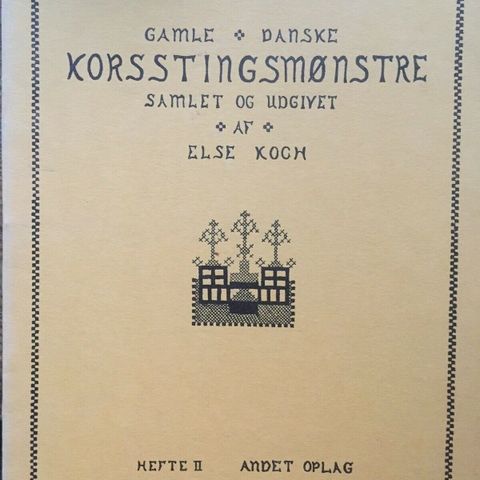 GAMLE DANSKE
KORSSTINGSMØNSTRE
SAMLET OG UDGIVET
AF
ELSE KOCH
HEFTE II ANDET OPLAG